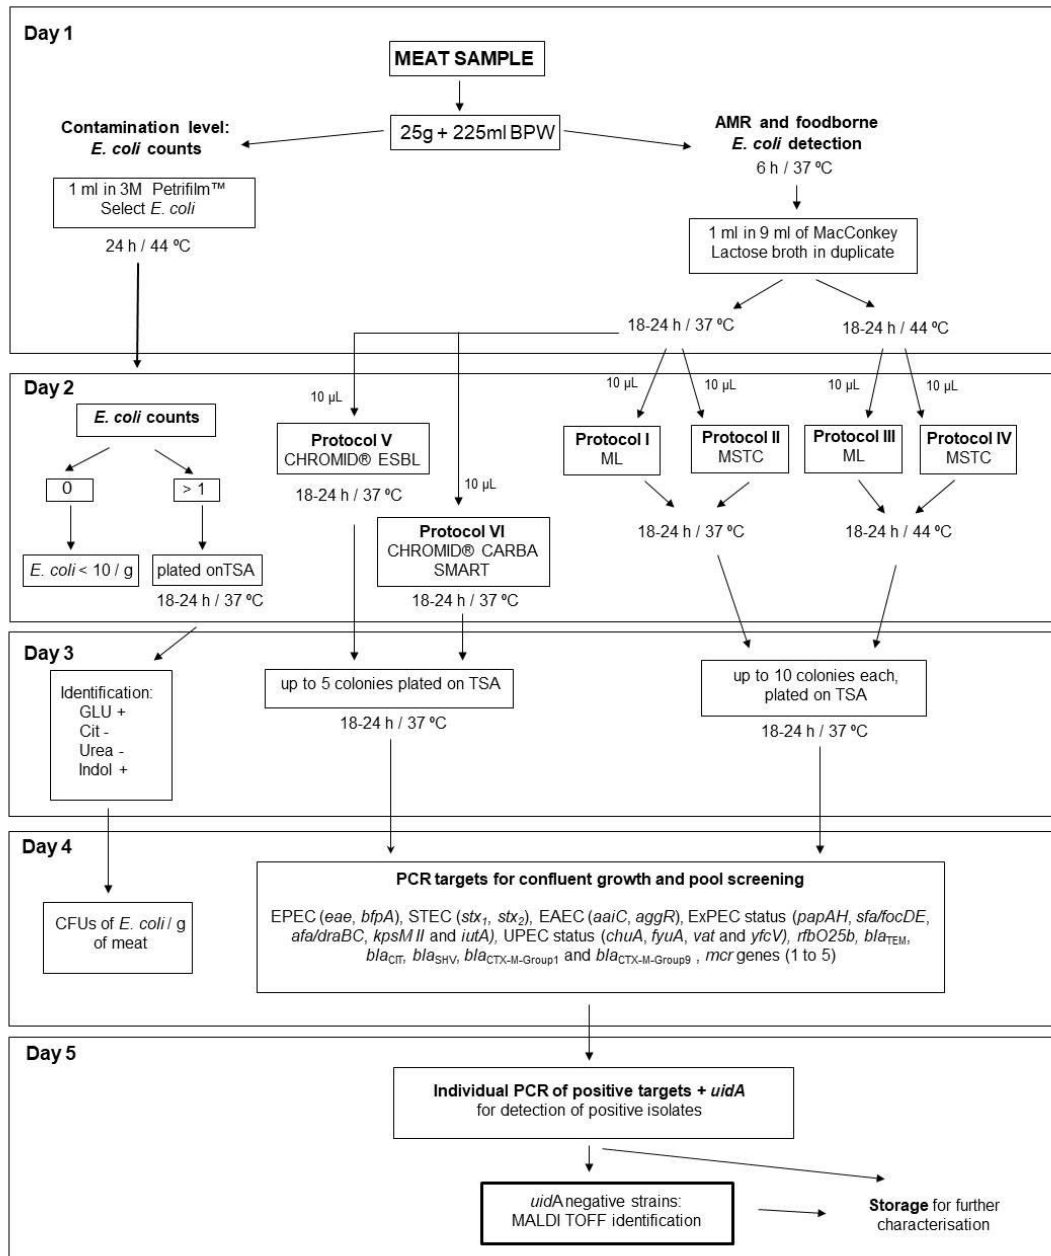 Day 1
MEAT SAMPLE
25g + 225ml BPW
Contamination level:
E. coli counts
1 ml in 3M Petrifilm™
Select E. coli
24 h / 44 ºC
AMR and foodborne
E. coli detection
6 h / 37 ºC
1 ml in 9 ml of MacConkey
Lactose broth in duplicate
18-24 h / 37 ºC
18-24 h / 44 ºC
Day 2
E. coli counts
0
> 1
E. coli < 10 / g
plated onTSA
18-24 h / 37 ºC
10 µL
Protocol V
CHROMID® ESBL
18-24 h / 37 ºC
10 µL
Protocol VI
CHROMID® CARBA
SMART
18-24 h / 37 ºC
10 µL
10 µL
10 µL
10 µL
Protocol I
ML
Protocol II
MSTC
Protocol III
ML
Protocol IV
MSTC
18-24 h / 37 ºC
18-24 h / 44 ºC
Day 3
Identification:
GLU +
Cit -
Urea -
Indol +
up to 5 colonies plated on TSA
18-24 h / 37 ºC
up to 10 colonies each,
plated on TSA
18-24 h / 37 ºC
Day 4
CFUs of E. coli / g
of meat
PCR targets for confluent growth and pool screening
EPEC (eae, bfpA), STEC (stx1, stx2), EAEC (aaiC, aggR), ExPEC status (papAH, sfa/focDE,
afa/draBC, kpsM II and iutA), UPEC status (chuA, fyuA, vat and yfcV), rfbO25b, blaTEM,
blaCIT, blaSHV, blaCTX-M-Group1 and blaCTX-M-Group9 , mcr genes (1 to 5)
Day 5
Individual PCR of positive targets + uidA
for detection of positive isolates
uidA negative strains:
MALDI TOFF identification
Storage for further
characterisation